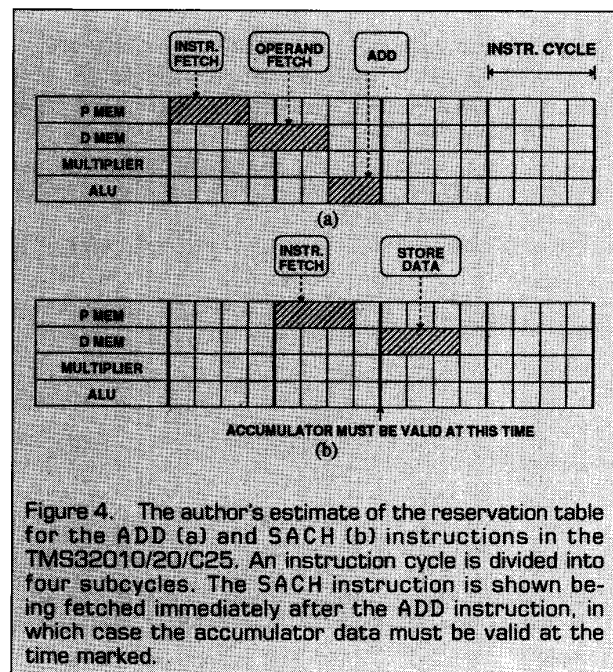 INSTR. FETCH
OPERAND FETCH
ADD
INSTR. CYCLE
P MEM
D MEM
MULTIPLIER
ALU
(a)
INSTR. FETCH
STORE DATA
P MEM
D MEM
MULTIPLIER
ALU
ACCUMULATOR MUST BE VALID AT THIS TIME
(b)
Figure 4. The author's estimate of the reservation table
for the ADD (a) and SACH (b) instructions in the
TMS32010/20/C25. An instruction cycle is divided into
four subcycles. The SACH instruction is shown be-
ing fetched immediately after the ADD instruction, in
which case the accumulator data must be valid at the
time marked.